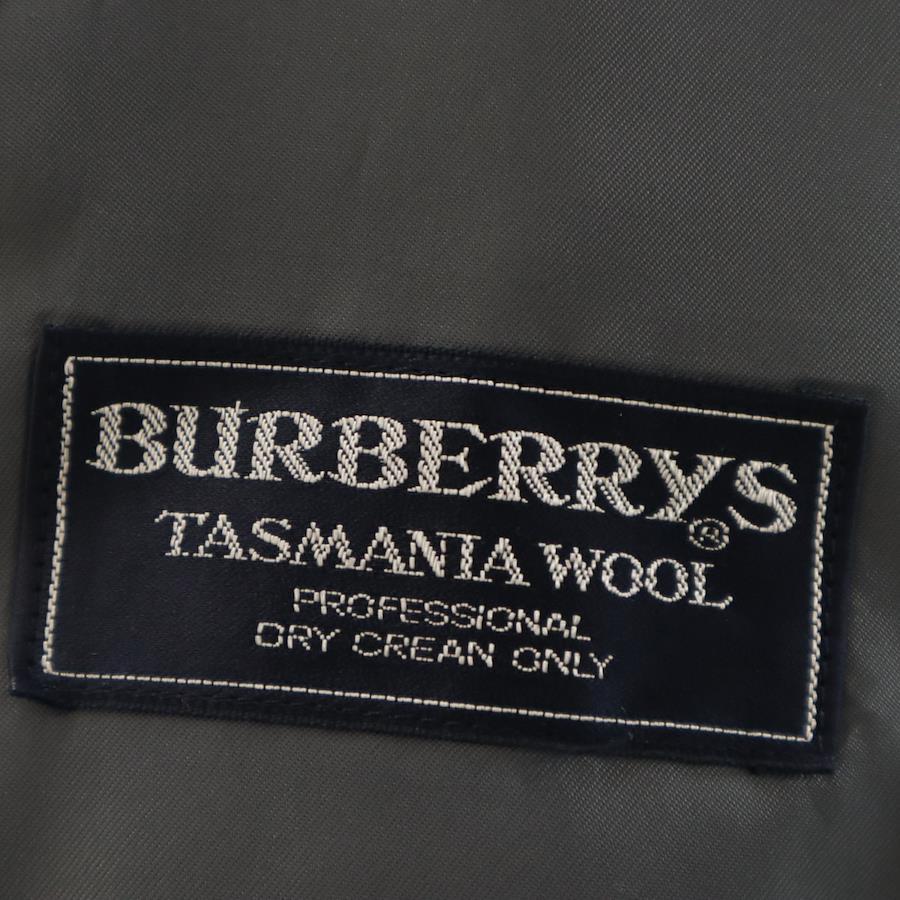 BURBERRYS®
TASMANIA WOOL
PROFESSIONAL
DRY CREAN ONLY